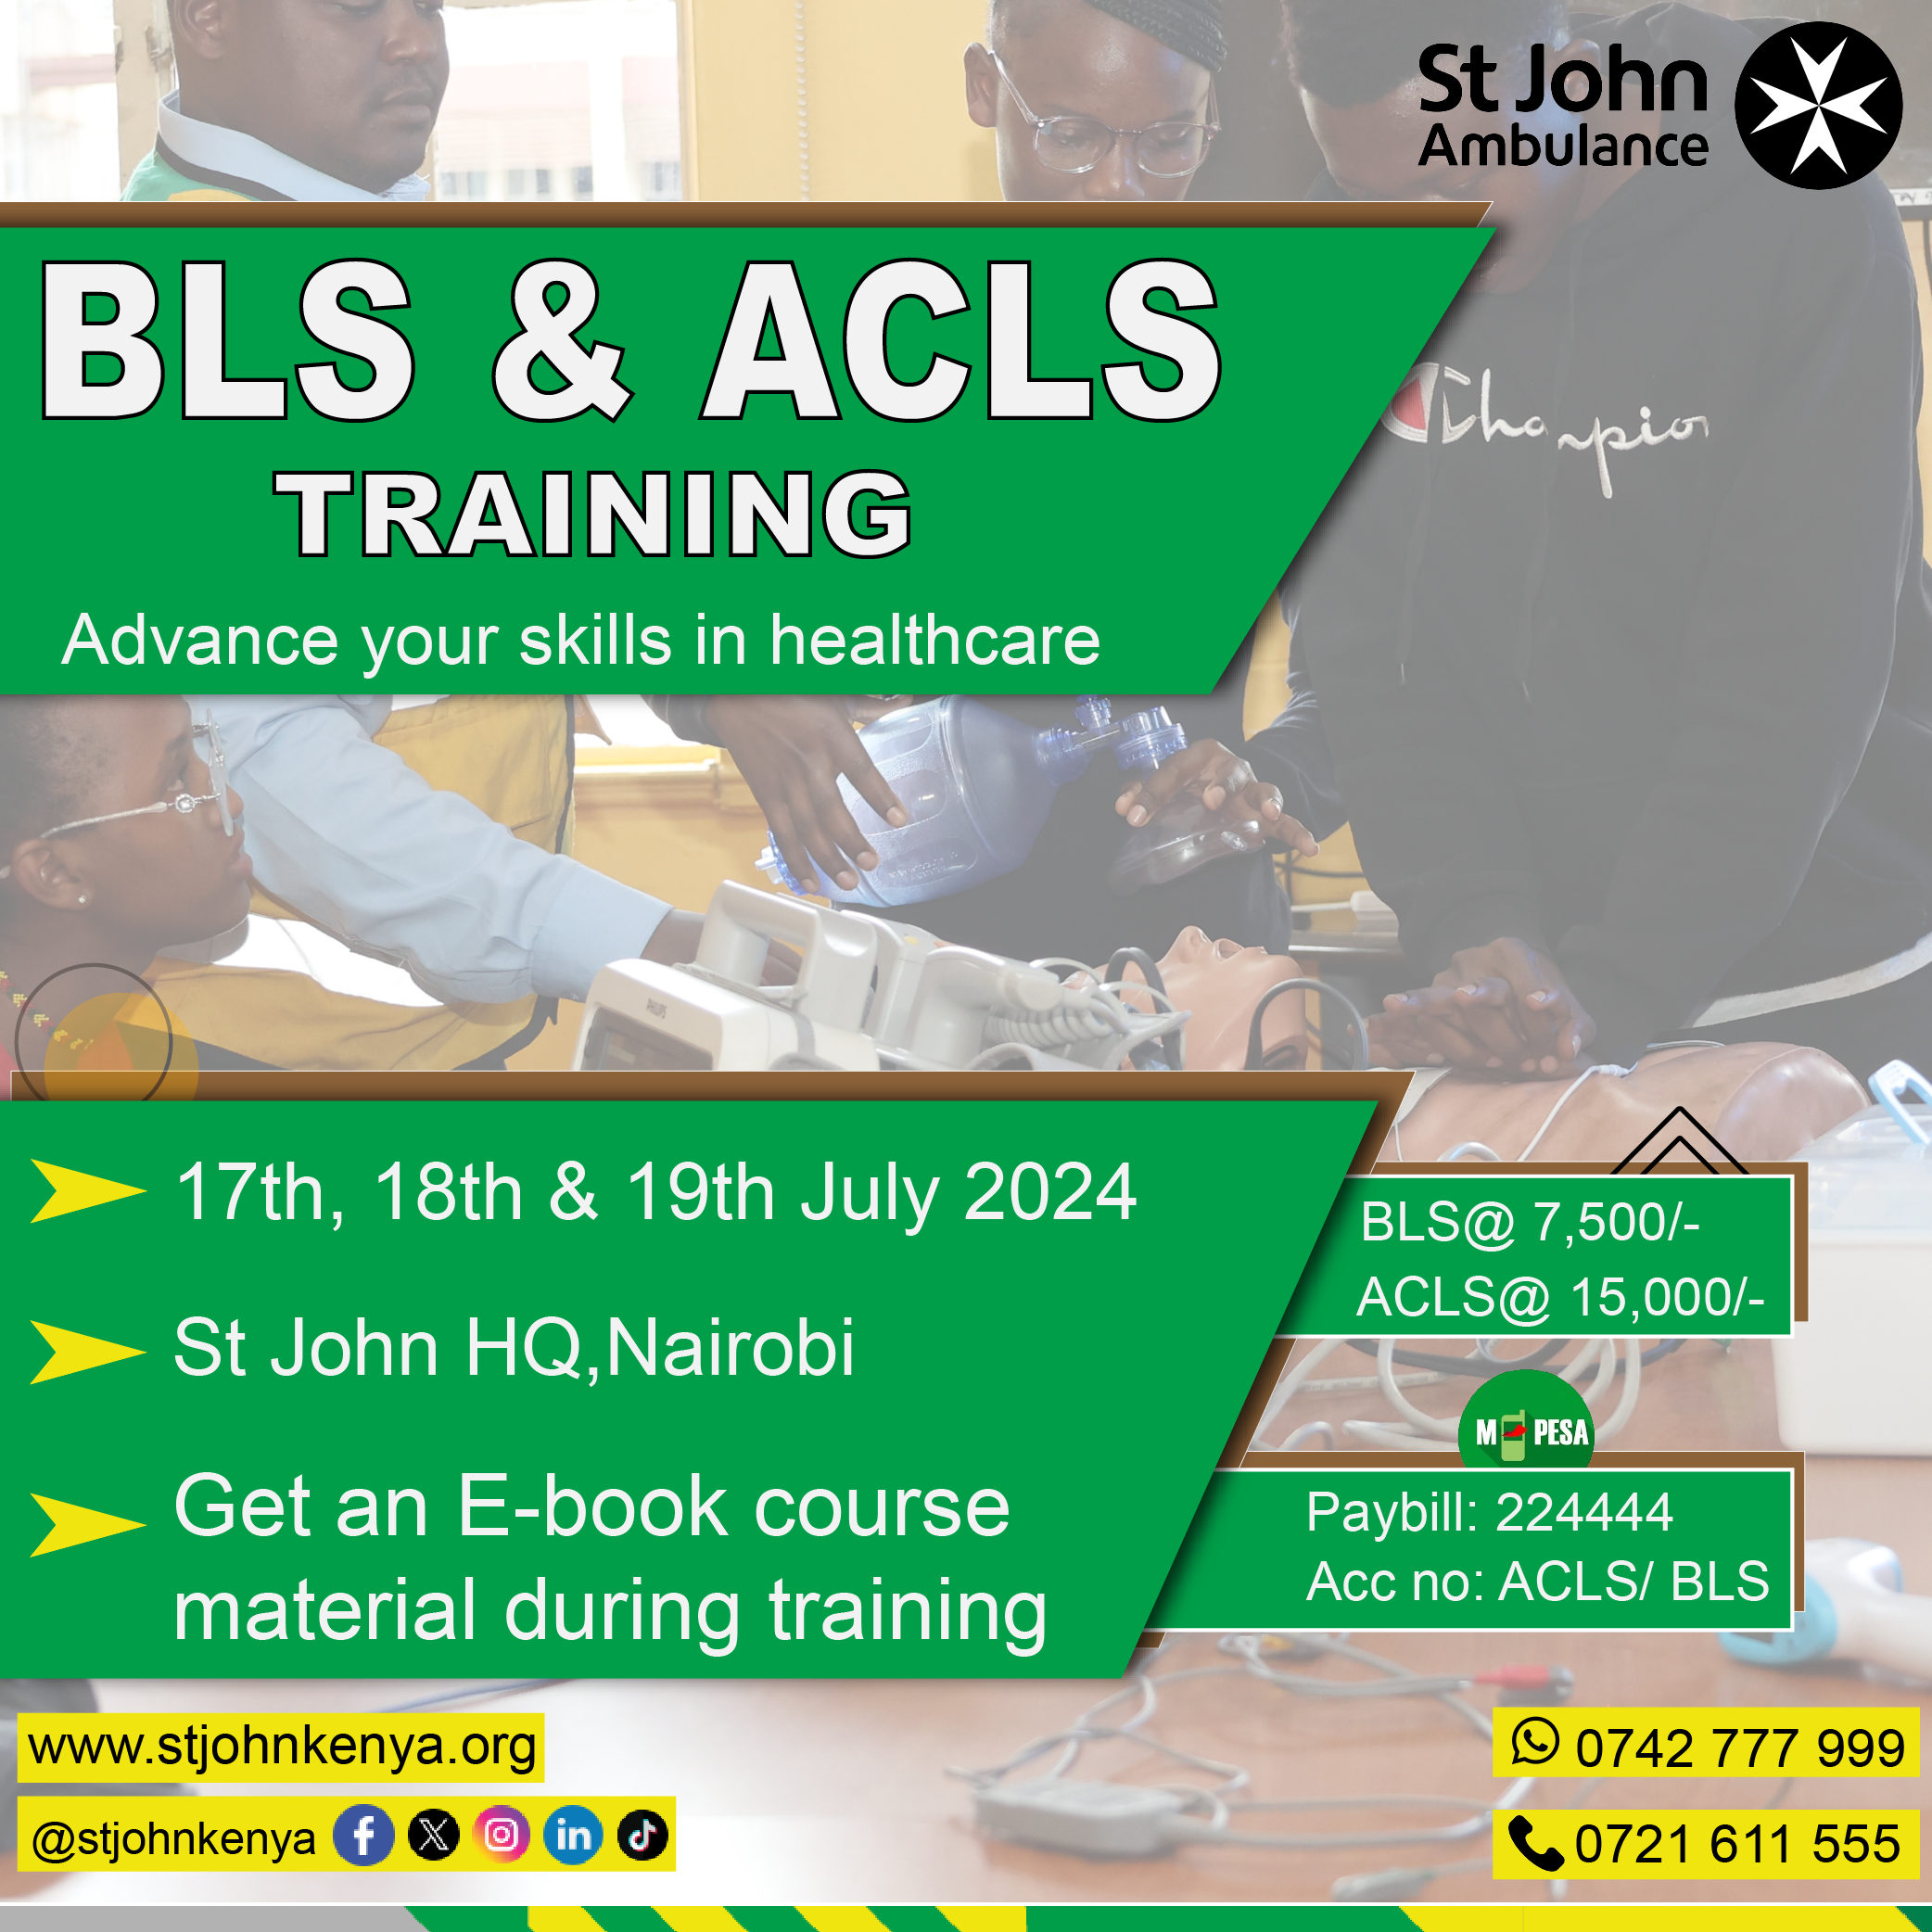 St John
Ambulance
BLS & ACLS
TRAINING
Advance your skills in healthcare
Champion
PHILIPS
17th, 18th & 19th July 2024
St John HQ,Nairobi
Get an E-book course
material during training
BLS@ 7,500/-
ACLS@ 15,000/-
M PESA
Paybill: 224444
Acc no: ACLS/ BLS
www.stjohnkenya.org
@stjohnkenya
0742 777 999
0721 611 555